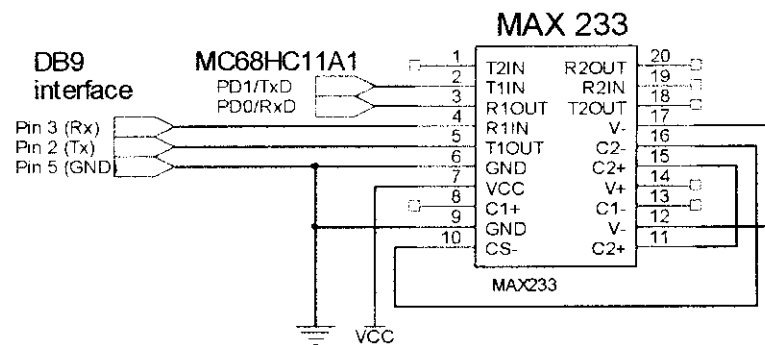 MAX 233
DB9
interface
MC68HC11A1
PD1/TxD
PD0/RxD
Pin 3 (Rx)
Pin 2 (Tx)
Pin 5 (GND
1 T2IN R2OUT 20
2 T1IN R2IN 19
3 R1OUT T2OUT 18
4 R1IN V- 17
5 T1OUT C2- 16
6 GND C2+ 15
7 VCC V+ 14
8 C1+ C1- 13
9 GND V- 12
10 CS- C2+ 11
MAX233
VCC